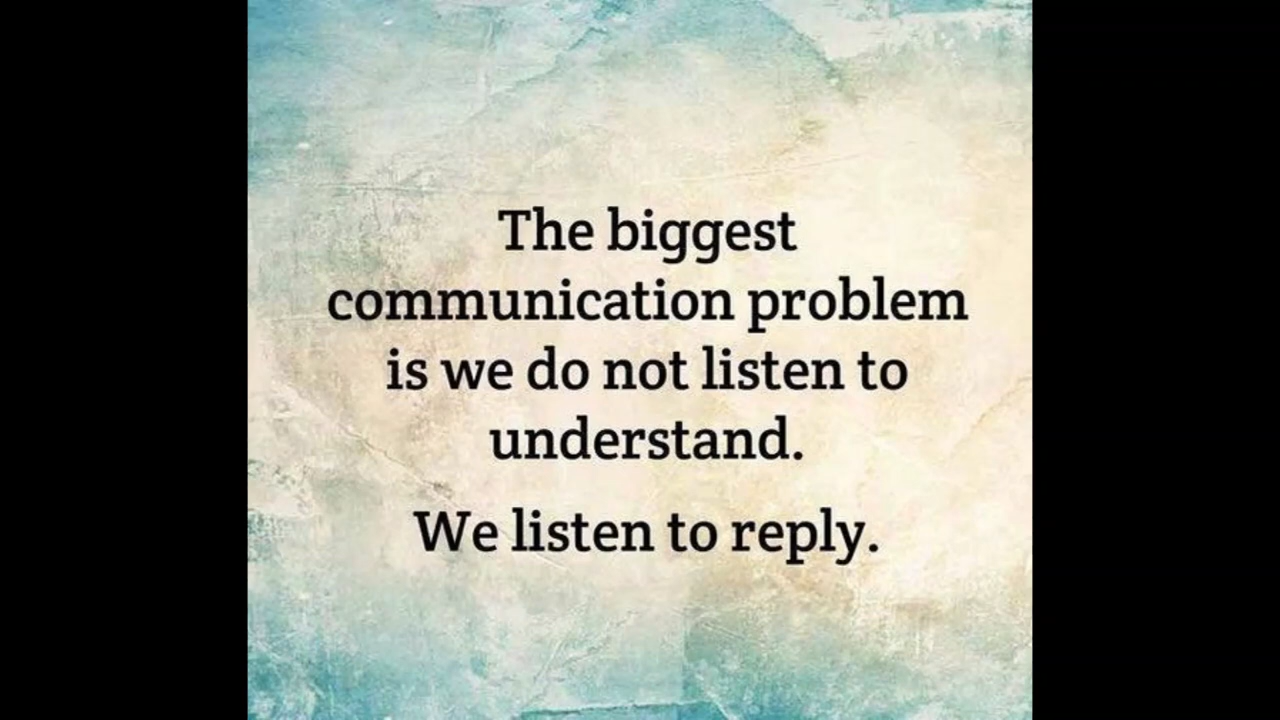 The biggest
communication problem
is we do not listen to
understand.
We listen to reply.